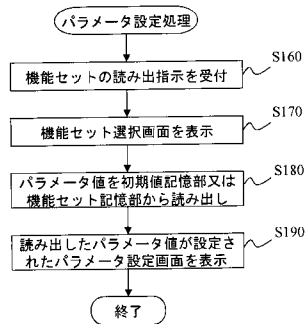 パラメータ設定処理
S160
機能セットの読み出指示を受付
S170
機能セット選択画面を表示
S180
パラメータ値を初期値記憶部又は
機能セット記憶部から読み出し
S190
読み出したパラメータ値が設定さ
れたパラメータ設定画面を表示
終了